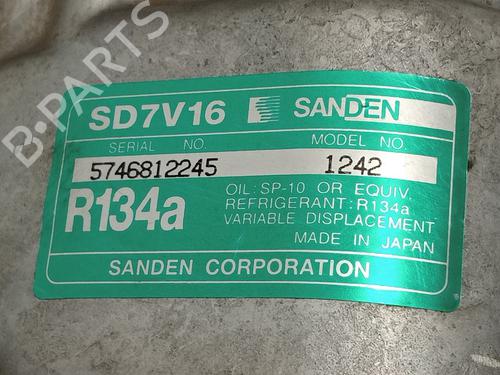 B-PARTS
SD7V16 SANDEN
SERIAL NO. MODEL NO.
5746812245 1242
R134a
OIL: SP-10 OR EQUIV.
REFRIGERANT: R134a
VARIABLE DISPLACEMENT
MADE IN JAPAN
SANDEN CORPORATION